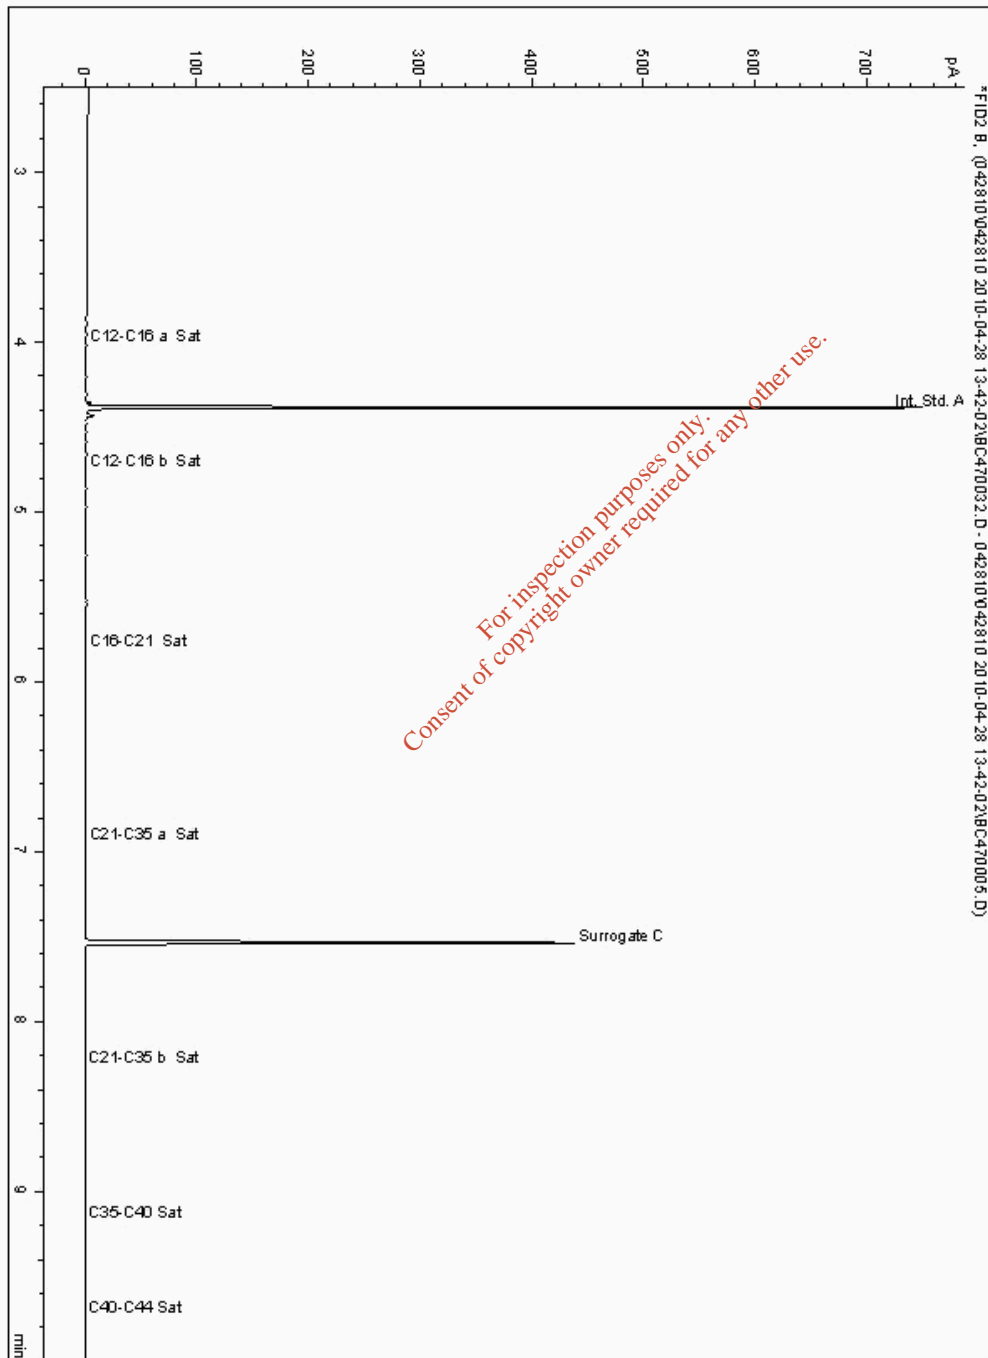 *FID2 B, (042810\042810 2010-04-28 13-42-02\BC470032.D - 042810\042810 2010-04-28 13-42-02\BC470005.D)
pA
700
600
500
400
300
200
100
0
Int. Std. A
Surrogate C
C12-C16 a Sat
C12-C16 b Sat
C16-C21 Sat
C21-C35 a Sat
C21-C35 b Sat
C35-C40 Sat
C40-C44 Sat
3
4
5
6
7
8
9
min
For inspection purposes only.
Consent of copyright owner required for any other use.